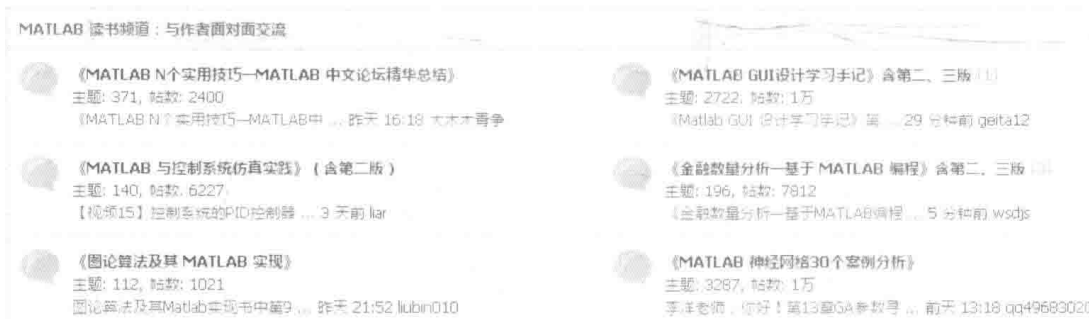 MATLAB 读书频道：与作者面对面交流
《MATLAB N个实用技巧—MATLAB 中文论坛精华总结》
主题: 371, 帖数: 2400
《MATLAB N个实用技巧—MATLAB中 ... 昨天 16:18
《MATLAB 与控制系统仿真实践》（含第二版）
主题: 140, 帖数: 6227
【视频15】控制系统的PID控制器 ... 3 天前 liar
《图论算法及其 MATLAB 实现》
主题: 112, 帖数: 1021
图论算法及其Matlab实现书中第9 ... 昨天 21:52 liubin010
《MATLAB GUI设计学习手记》含第二、三版 (1)
主题: 2722, 帖数: 1万
《Matlab GUI 设计学习手记》第 ... 29 分钟前 geita12
《金融数量分析—基于 MATLAB 编程》含第二、三版
主题: 196, 帖数: 7812
《金融数量分析—基于MATLAB编程 ... 5 分钟前 wsdjs
《MATLAB 神经网络30个案例分析》
主题: 3287, 帖数: 1万
李洋老师，你好！第13章GA参数寻 ... 前天 13:18 qq49683020